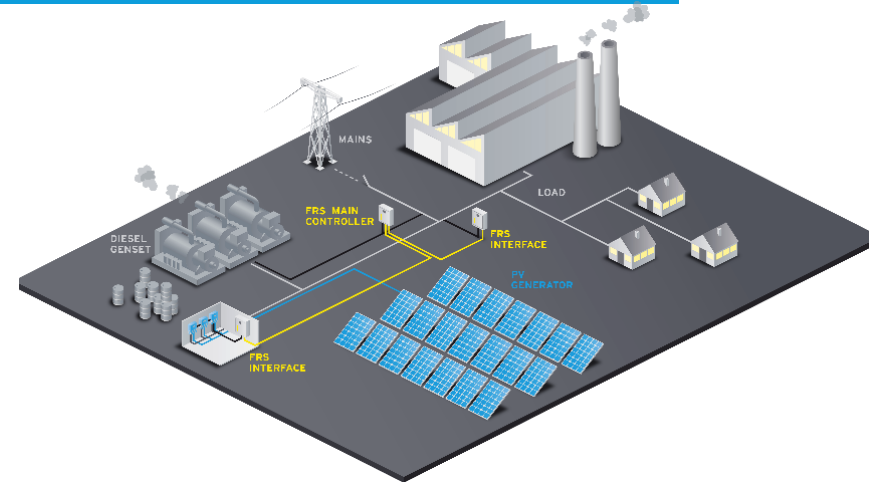 MAINS
LOAD
FRS MAIN
CONTROLLER
FRS
INTERFACE
DIESEL
GENSET
PV
GENERATOR
FRS
INTERFACE